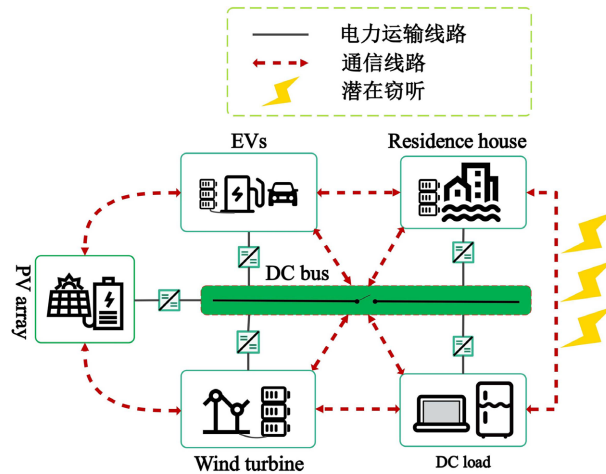 电力运输线路
通信线路
潜在窃听
EVs
Residence house
DC bus
PV array
Wind turbine
DC load